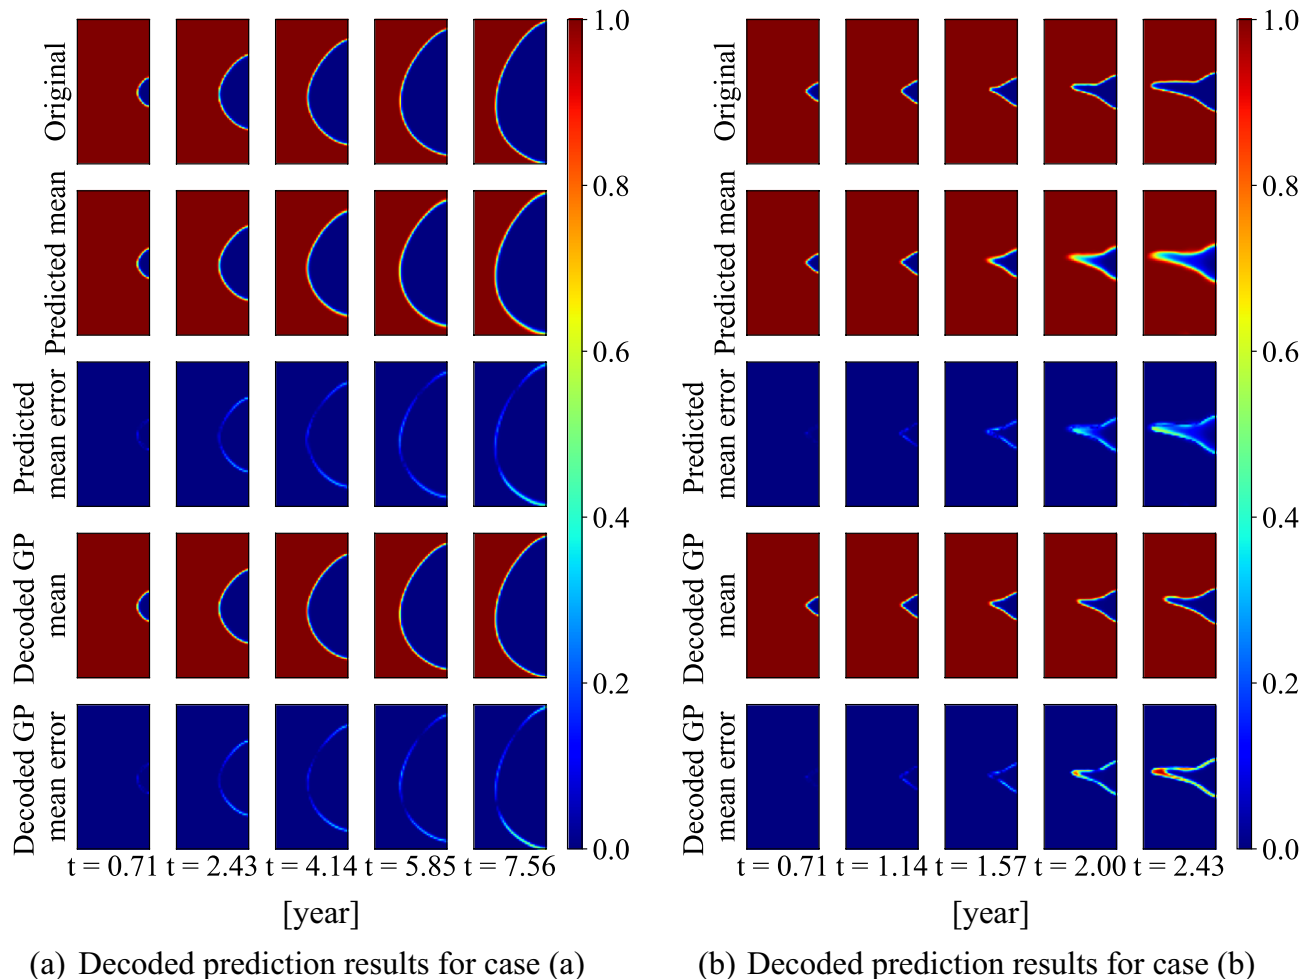 Original
Predicted mean
Predicted
mean error
Decoded GP
mean
Decoded GP
mean error
1.0
0.8
0.6
0.4
0.2
0.0
t = 0.71 t = 2.43 t = 4.14 t = 5.85 t = 7.56
[year]
(a) Decoded prediction results for case (a)
Original
Predicted mean
Predicted
mean error
Decoded GP
mean
Decoded GP
mean error
1.0
0.8
0.6
0.4
0.2
0.0
t = 0.71 t = 1.14 t = 1.57 t = 2.00 t = 2.43
[year]
(b) Decoded prediction results for case (b)